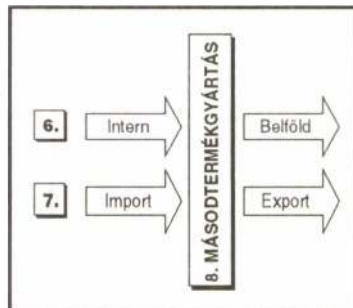 6.
Intern
8. MÁSODTERMÉKGYÁRTÁS
Belföld
7.
Import
Export